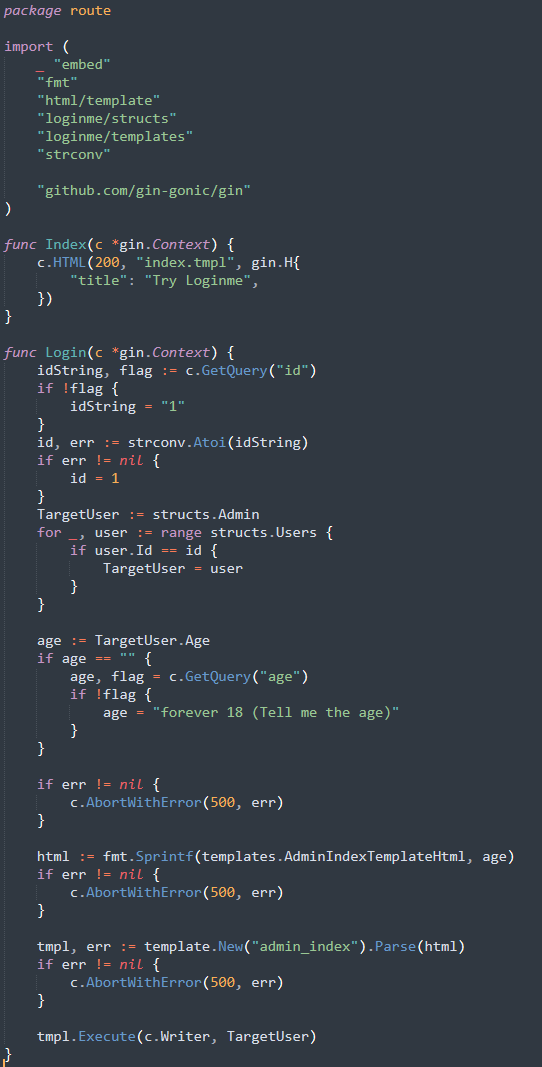 package route
import (
    _ "embed"
    "fmt"
    "html/template"
    "loginme/structs"
    "loginme/templates"
    "strconv"
    "github.com/gin-gonic/gin"
)
func Index(c *gin.Context) {
    c.HTML(200, "index.tmpl", gin.H{
        "title": "Try Loginme",
    })
}
func Login(c *gin.Context) {
    idString, flag := c.GetQuery("id")
    if !flag {
        idString = "1"
    }
    id, err := strconv.Atoi(idString)
    if err != nil {
        id = 1
    }
    TargetUser := structs.Admin
    for _, user := range structs.Users {
        if user.Id == id {
            TargetUser = user
        }
    }
    age := TargetUser.Age
    if age == "" {
        age, flag = c.GetQuery("age")
        if !flag {
            age = "forever 18 (Tell me the age)"
        }
    }
    if err != nil {
        c.AbortWithError(500, err)
    }
    html := fmt.Sprintf(templates.AdminIndexTemplateHtml, age)
    if err != nil {
        c.AbortWithError(500, err)
    }
    tmpl, err := template.New("admin_index").Parse(html)
    if err != nil {
        c.AbortWithError(500, err)
    }
    tmpl.Execute(c.Writer, TargetUser)
}